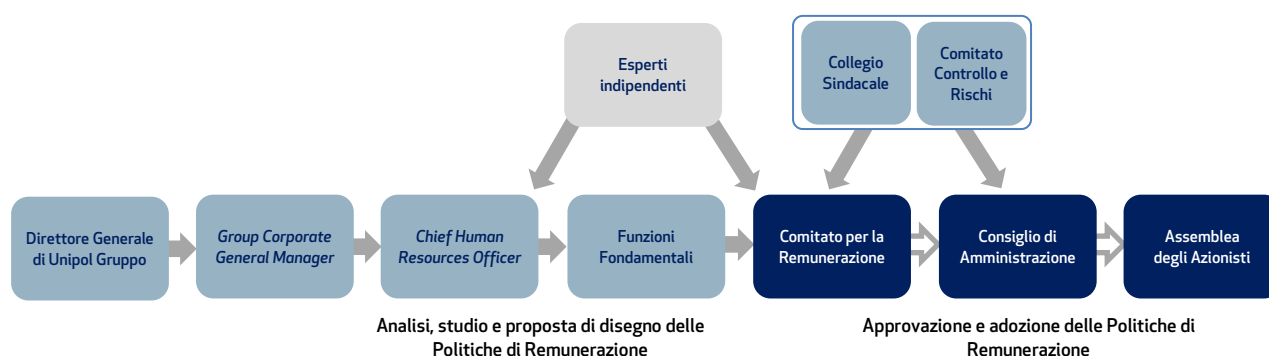 Esperti
indipendenti
Collegio
Sindacale
Comitato
Controllo e
Rischi
Direttore Generale
di Unipol Gruppo
Group Corporate
General Manager
Chief Human
Resources Officer
Funzioni
Fondamentali
Comitato per la
Remunerazione
Consiglio di
Amministrazione
Assemblea
degli Azionisti
Analisi, studio e proposta di disegno delle
Politiche di Remunerazione
Approvazione e adozione delle Politiche di
Remunerazione